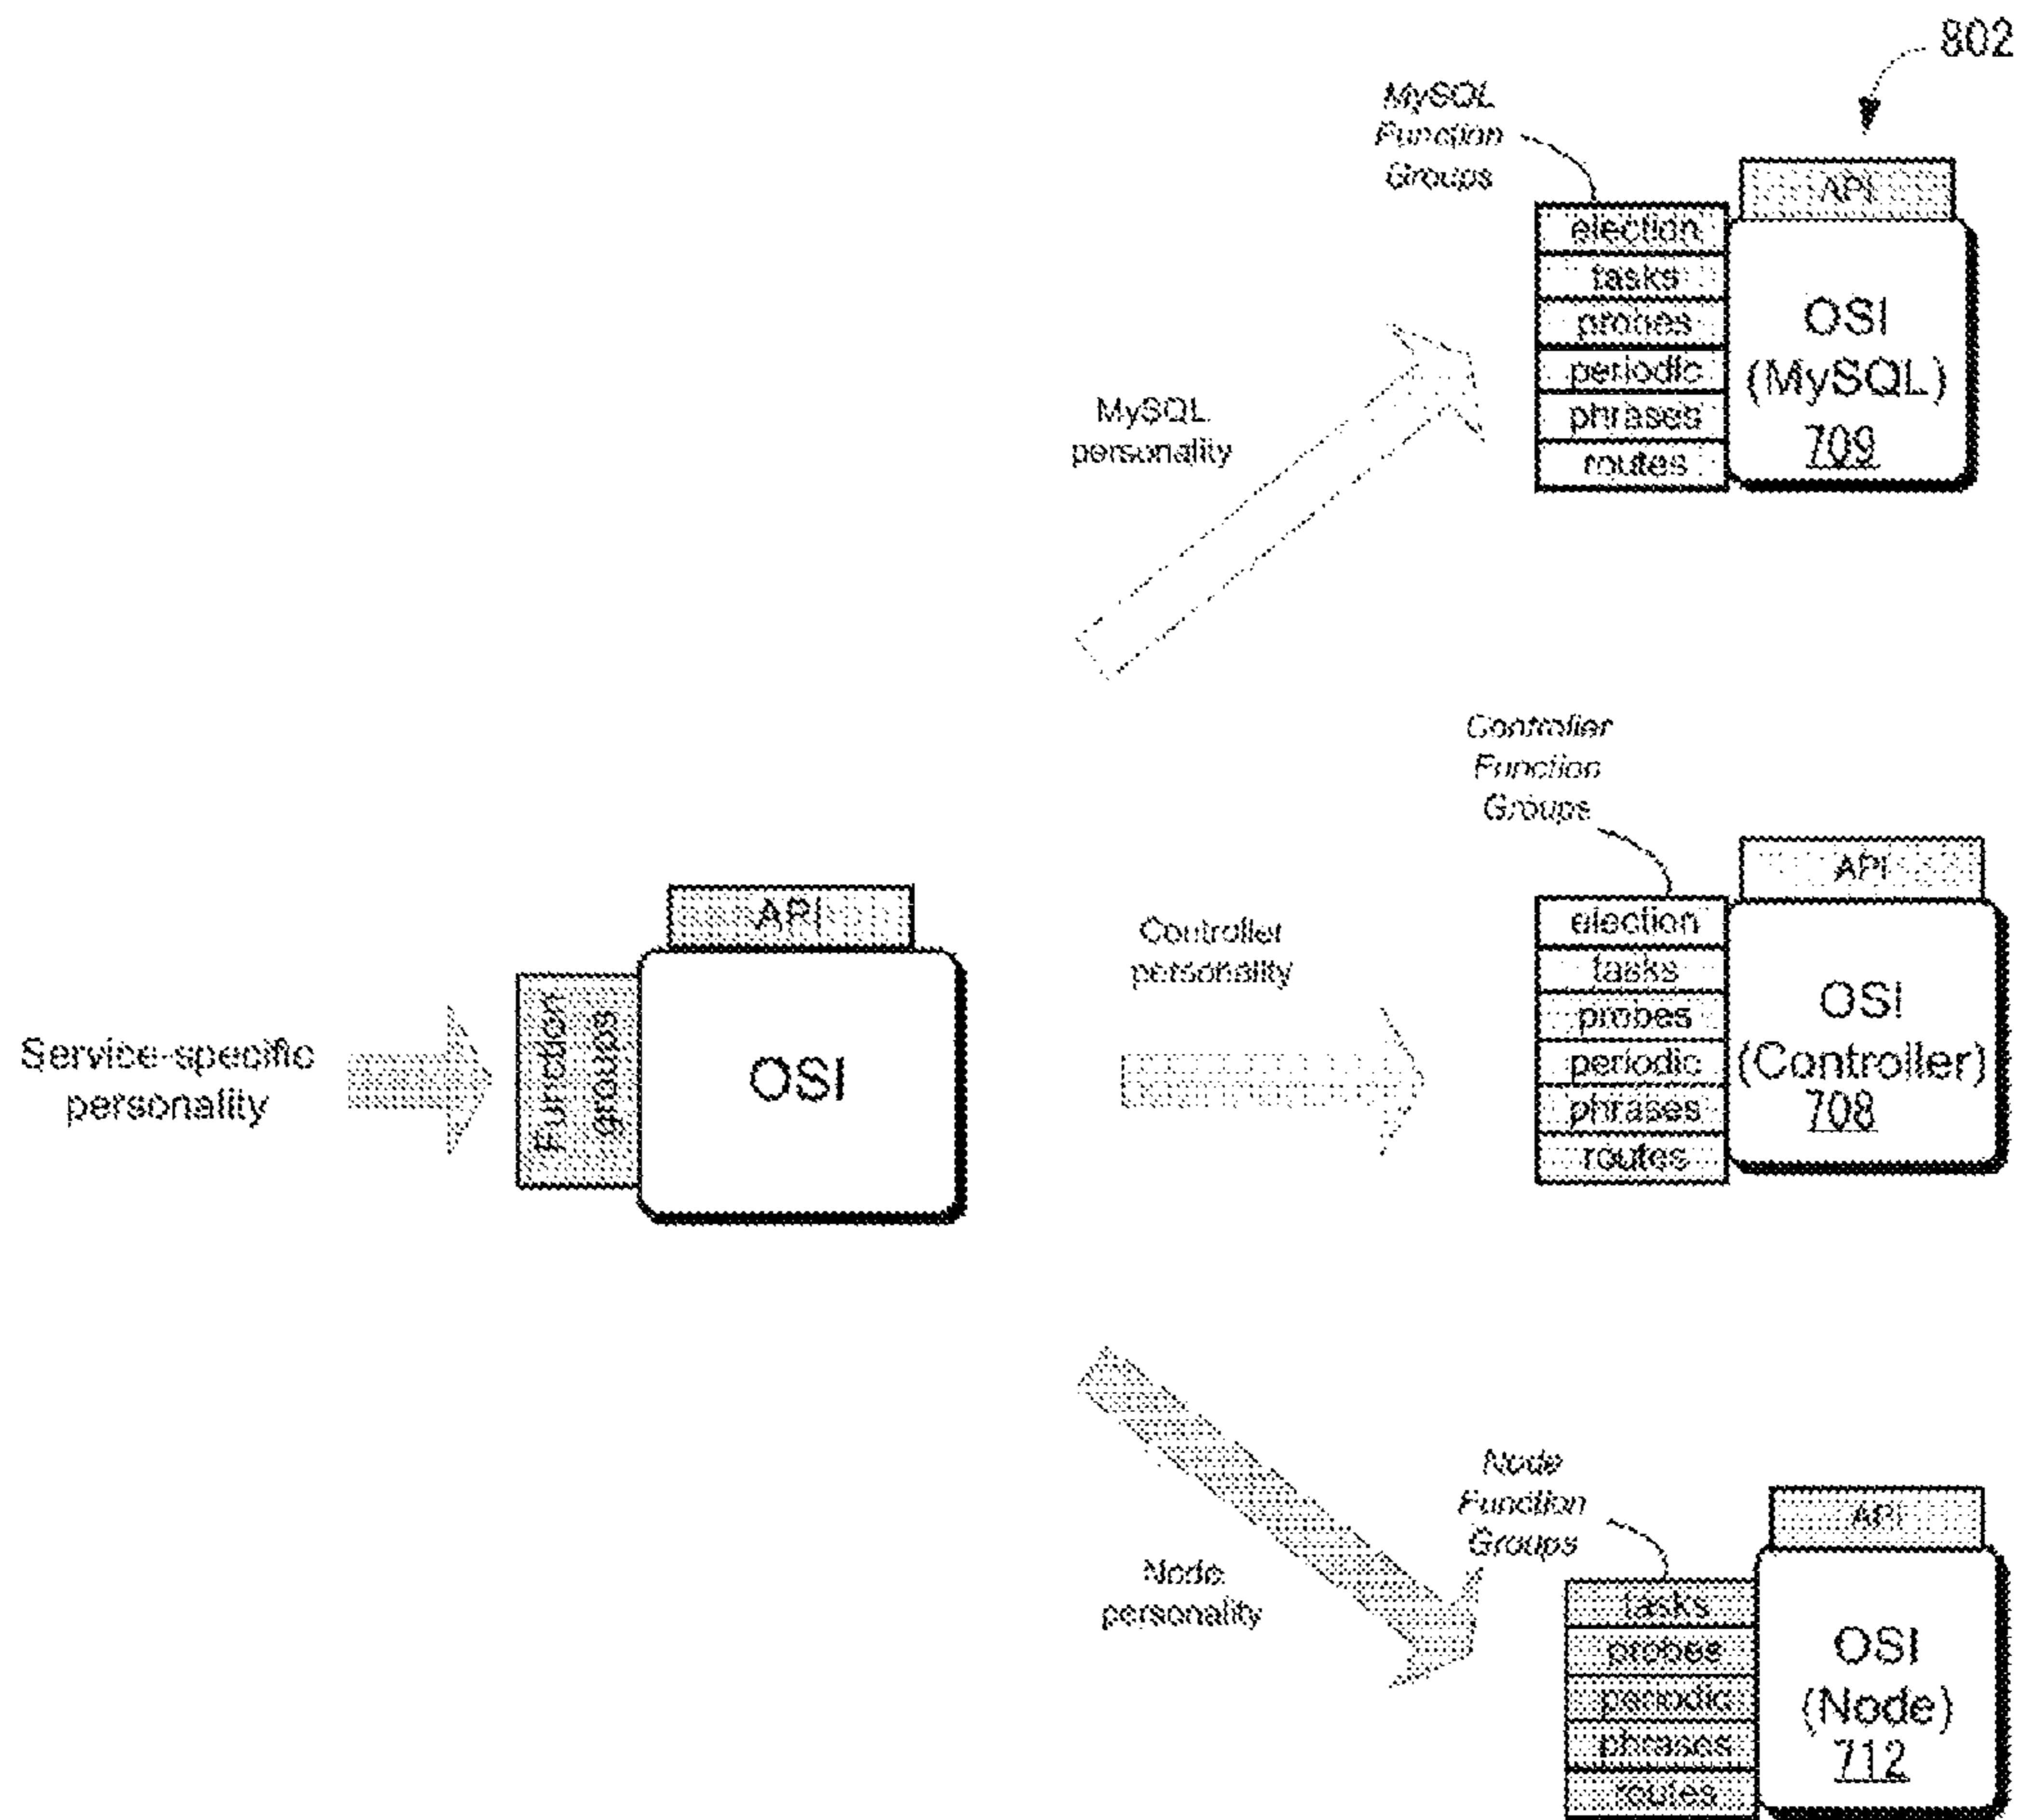 802
MySQL
Function
Groups
API
election
tasks
probes
periodic
phrases
routes
OSI
(MySQL)
709
MySQL
personality
Controller
Function
Groups
API
election
tasks
probes
periodic
phrases
routes
OSI
(Controller)
708
Controller
personality
API
Function
groups
OSI
Service-specific
personality
Node
Function
Groups
API
tasks
probes
periodic
phrases
routes
OSI
(Node)
712
Node
personality